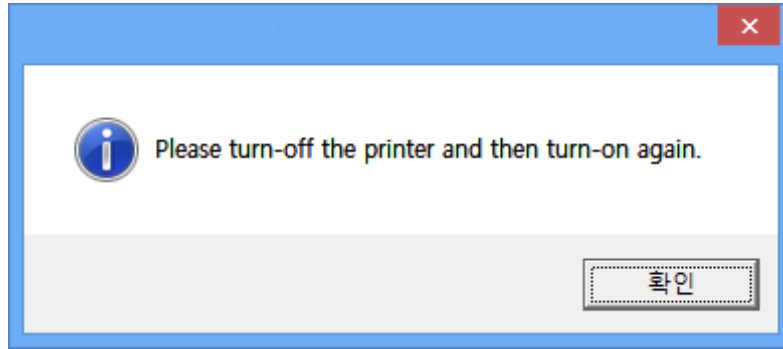 Please turn-off the printer and then turn-on again.
확인